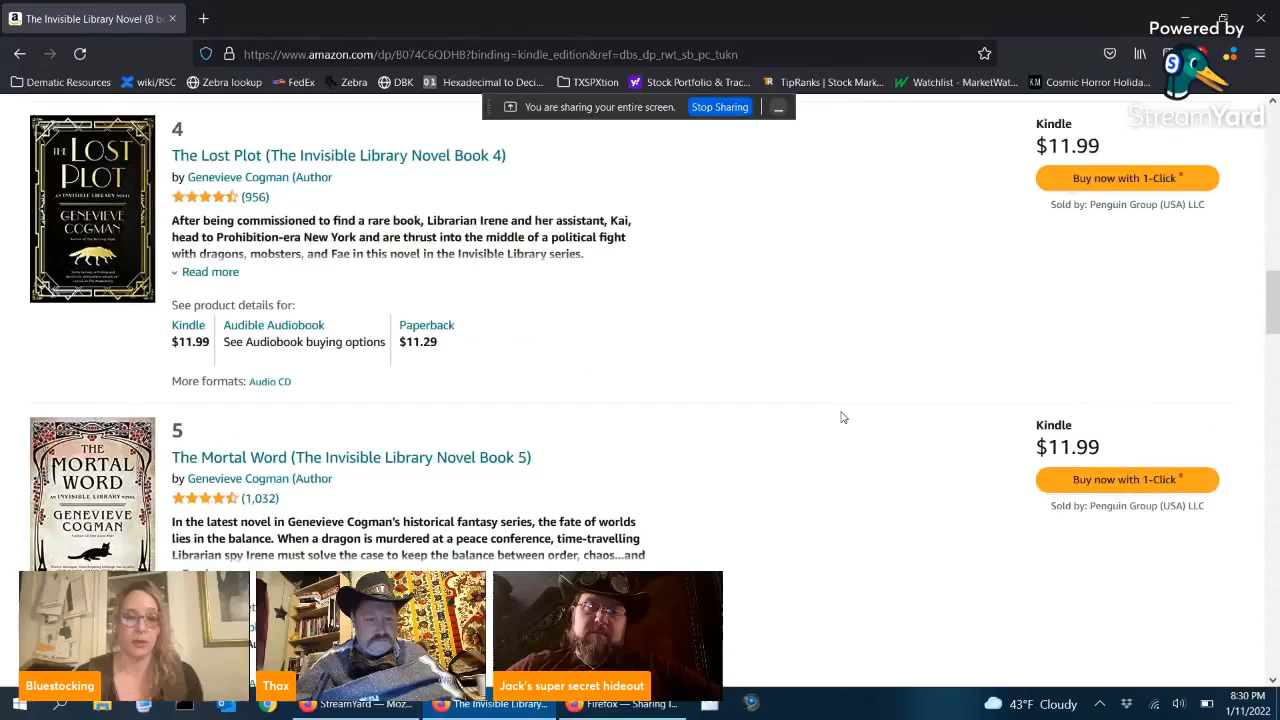 The Invisible Library Novel (8 bo
Powered by
StreamYard
https://www.amazon.com/dp/B074C6QDHB?binding=kindle_edition&ref=dbs_dp_rwt_sb_pc_tukn
Dematic Resources
wiki/RSC
Zebra lookup
FedEx
Zebra
D8K
Hexadecimal to Deci...
TXSPXtion
Stock Portfolio & Trac...
TipRanks | Stock Mark...
Watchlist - MarketWat...
Cosmic Horror Holida...
You are sharing your entire screen.
Stop Sharing
4
The Lost Plot (The Invisible Library Novel Book 4)
by Genevieve Cogman (Author
(956)
After being commissioned to find a rare book, Librarian Irene and her assistant, Kai,
head to Prohibition-era New York and are thrust into the middle of a political fight
with dragons, mobsters, and Fae in this novel in the Invisible Library series.
Read more
See product details for:
Kindle
$11.99
Audible Audiobook
See Audiobook buying options
Paperback
$11.29
More formats: Audio CD
Kindle
$11.99
Buy now with 1-Click ®
Sold by: Penguin Group (USA) LLC
THE
LOST
PLOT
AN INVISIBLE LIBRARY NOVEL
GENEVIEVE
COGMAN
5
The Mortal Word (The Invisible Library Novel Book 5)
by Genevieve Cogman (Author
(1,032)
In the latest novel in Genevieve Cogman's historical fantasy series, the fate of worlds
lies in the balance. When a dragon is murdered at a peace conference, time-travelling
Librarian spy Irene must solve the case to keep the balance between order, chaos...and
Kindle
$11.99
Buy now with 1-Click ®
Sold by: Penguin Group (USA) LLC
THE
MORTAL
WORD
AN INVISIBLE LIBRARY NOVEL
GENEVIEVE
COGMAN
Bluestocking
Thax
Jack's super secret hideout
StreamYard — Moz...
The Invisible Library...
Firefox — Sharing I...
43°F Cloudy
8:30 PM
1/11/2022